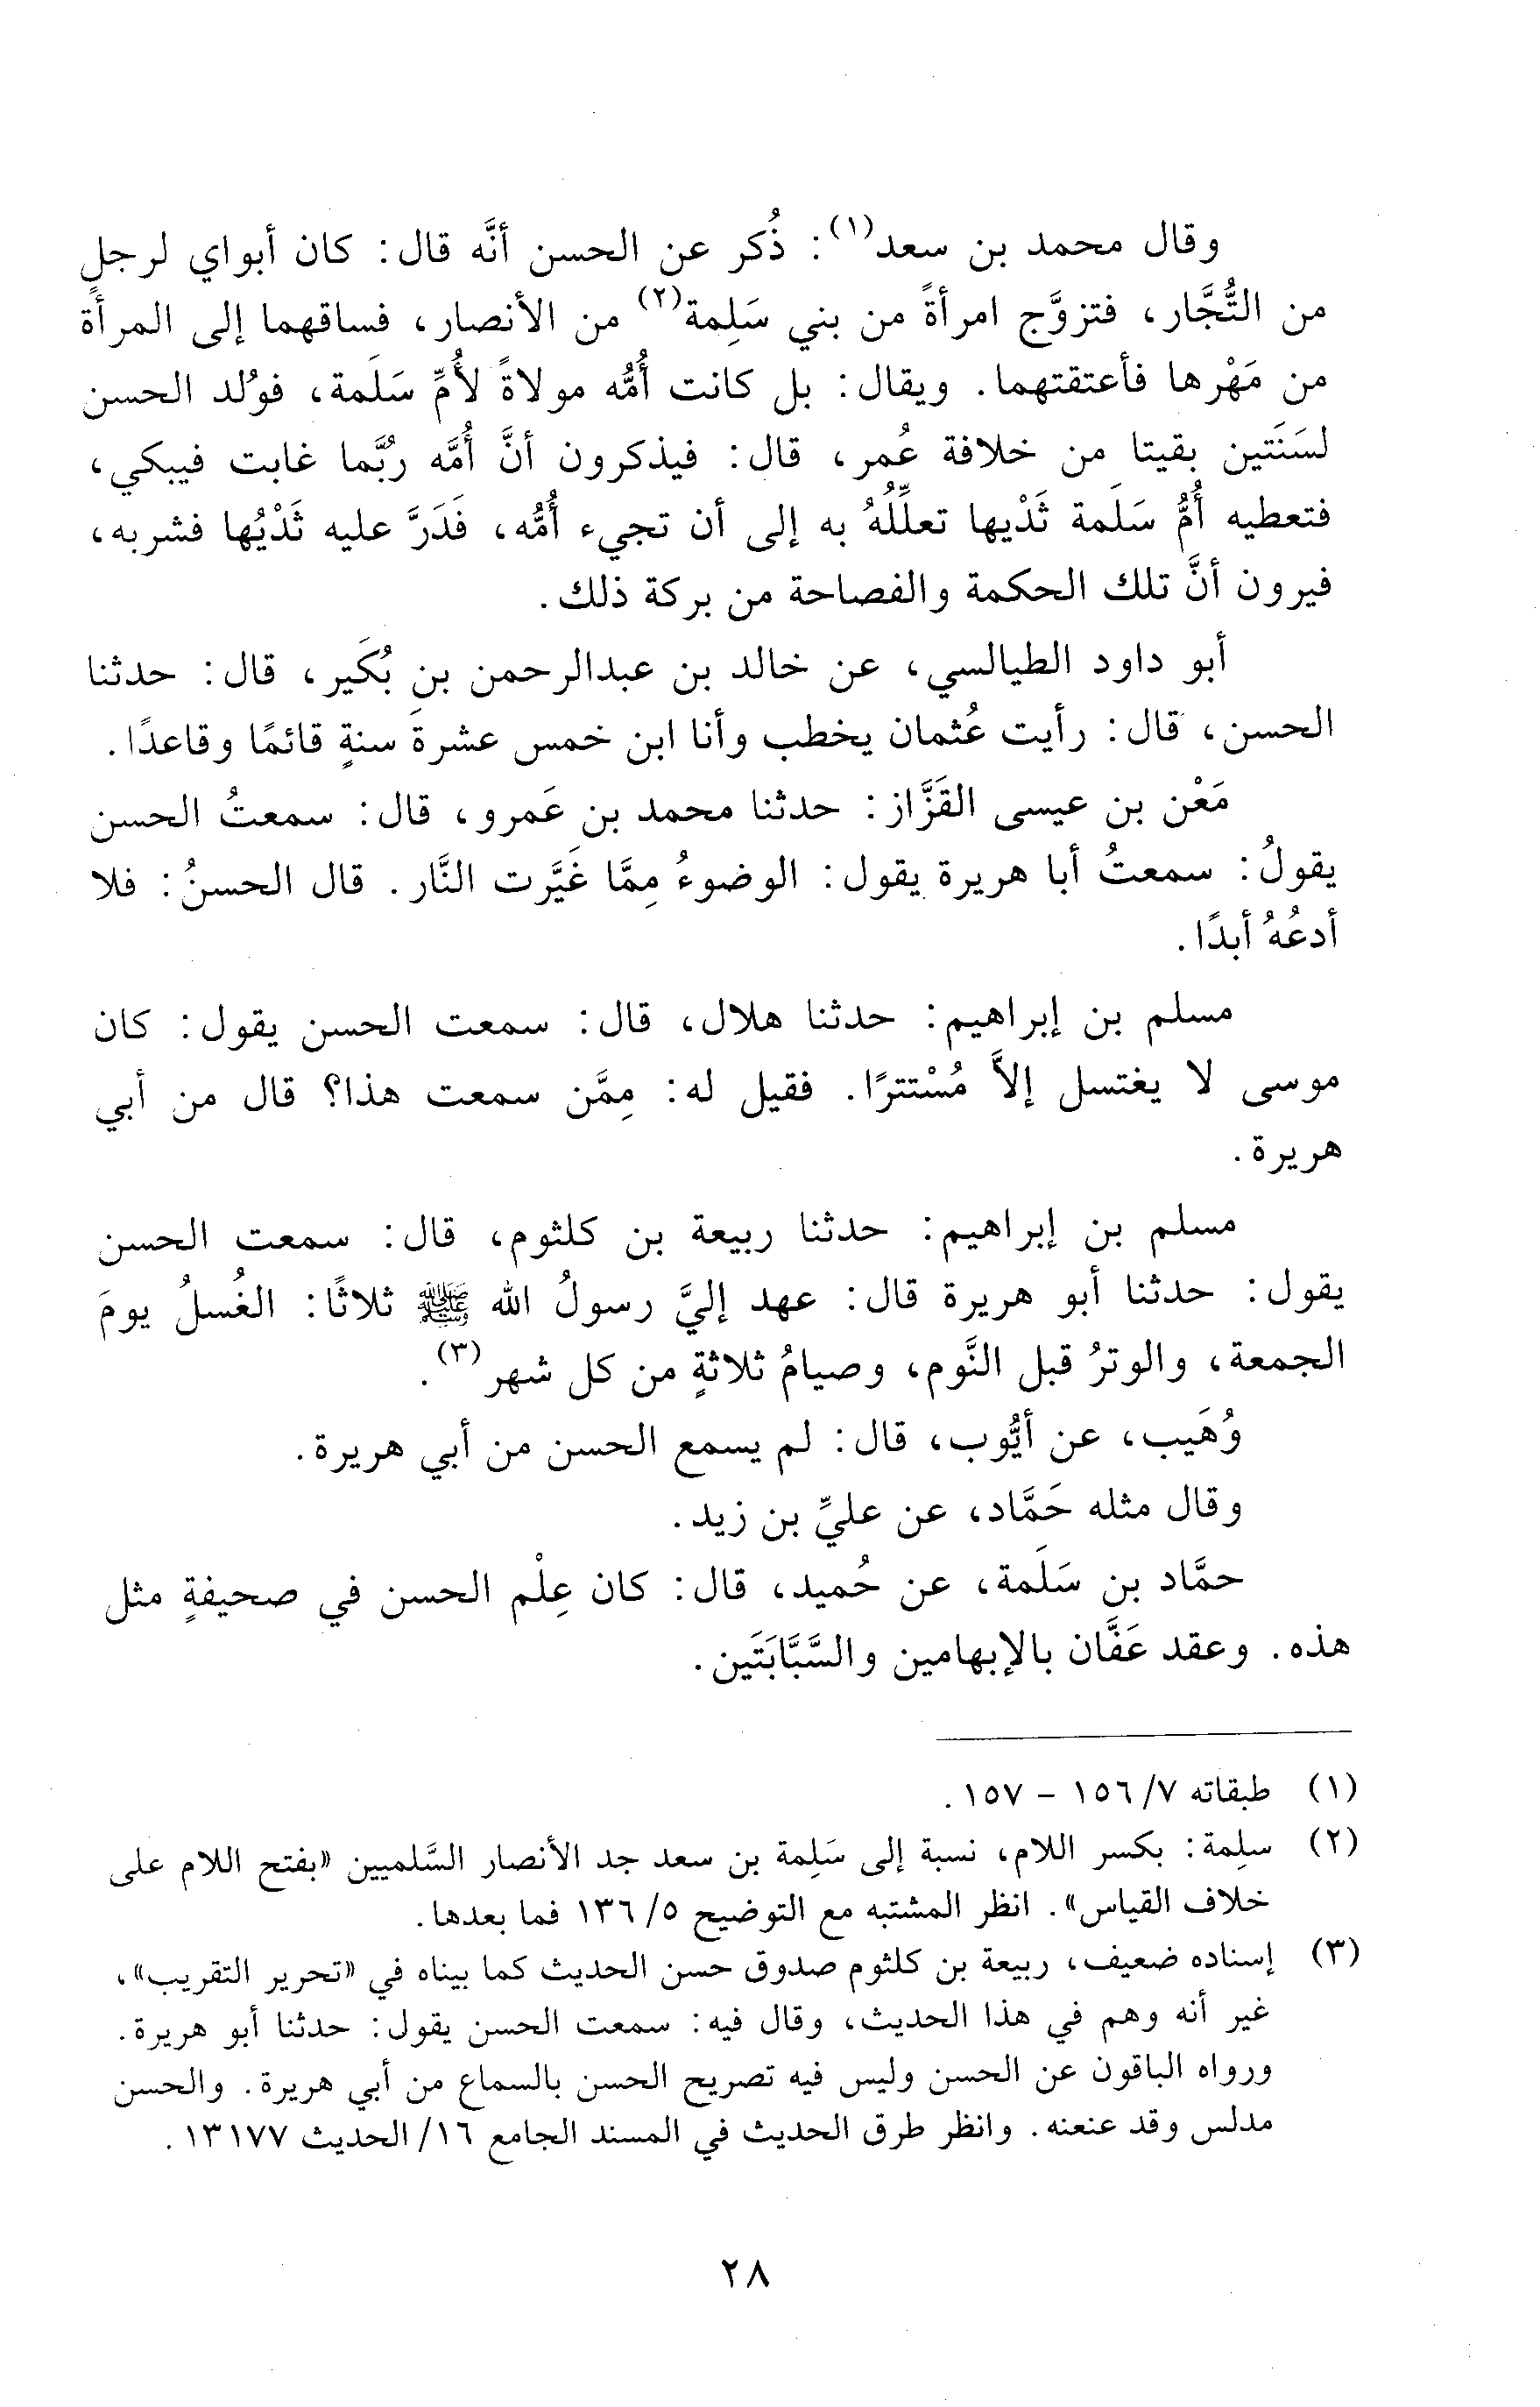 وقال محمد بن سعد(١): ذُكر عن الحسن أنَّه قال: كان أبواي لرجلٍ
من التُّجَّار، فتزوَّج امرأةً من بني سَلِمة(٢) من الأنصار، فساقهما إلى المرأة
من مَهْرها فأعتقتهما. ويقال: بل كانت أُمُّه مولاةً لأُمِّ سَلَمة، فوُلد الحسن
لسَنَتين بقيتا من خلافة عُمر، قال: فيذكرون أنَّ أُمَّه رُبَّما غابت فيبكي،
فتعطيه أُمُّ سَلَمة ثَدْيها تعلِّلُهُ به إلى أن تجيء أُمُّه، فَدَرَّ عليه ثَدْيُها فشربه،
فيرون أنَّ تلك الحكمة والفصاحة من بركة ذلك.
أبو داود الطيالسي، عن خالد بن عبدالرحمن بنِ بُكَير، قال: حدثنا
الحسن، قال: رأيت عُثمان يخطب وأنا ابن خمس عشرةَ سنةٍ قائمًا وقاعدًا.
مَعْن بن عيسى القَزَّاز: حدثنا محمد بنِ عَمرو، قال: سمعتُ الحسن
يقولُ: سمعتُ أبا هريرة يقول: الوضوءُ مِمَّا غَيَّرت النَّار. قال الحسنُ: فلا
أدعُهُ أبدًا.
مسلم بن إبراهيم: حدثنا هلال، قال: سمعت الحسن يقول: كان
موسى لا يغتسل إلاَّ مُسْتترًا. فقيل له: مِمَّن سمعت هذا؟ قال من أبي
هريرة.
مسلم بن إبراهيم: حدثنا ربيعة بن كلثوم، قال: سمعت الحسن
يقول: حدثنا أبو هريرة قال: عهد إليَّ رسولُ الله ﷺ ثلاثًا: الغُسلُ يومَ
الجمعة، والوترُ قبل النَّوم، وصيامُ ثلاثةٍ من كل شهر(٣).
وُهَيب، عن أيُّوب، قال: لم يسمع الحسن من أبي هريرة.
وقال مثله حَمَّاد، عن عليِّ بن زيد.
حمَّاد بن سَلَمة، عن حُميد، قال: كان عِلْم الحسن في صحيفةٍ مثل
هذه. وعقد عَفَّان بالإبهامين والسَّبَّابَتَين.
(١) طبقاته ٧/ ١٥٦ - ١٥٧.
(٢) سلِمة: بكسر اللام، نسبة إلى سَلِمة بن سعد جد الأنصار السَّلميين «بفتح اللام على
خلاف القياس». انظر المشتبه مع التوضيح ٥/ ١٣٦ فما بعدها.
(٣) إسناده ضعيف، ربيعة بن كلثوم صدوق حسن الحديث كما بيناه في «تحرير التقريب»،
غير أنه وهم في هذا الحديث، وقال فيه: سمعت الحسن يقول: حدثنا أبو هريرة.
ورواه الباقون عن الحسن وليس فيه تصريح الحسن بالسماع من أبي هريرة. والحسن
مدلس وقد عنعنه. وانظر طرق الحديث في المسند الجامع ١٦/ الحديث ١٣١٧٧.
٢٨